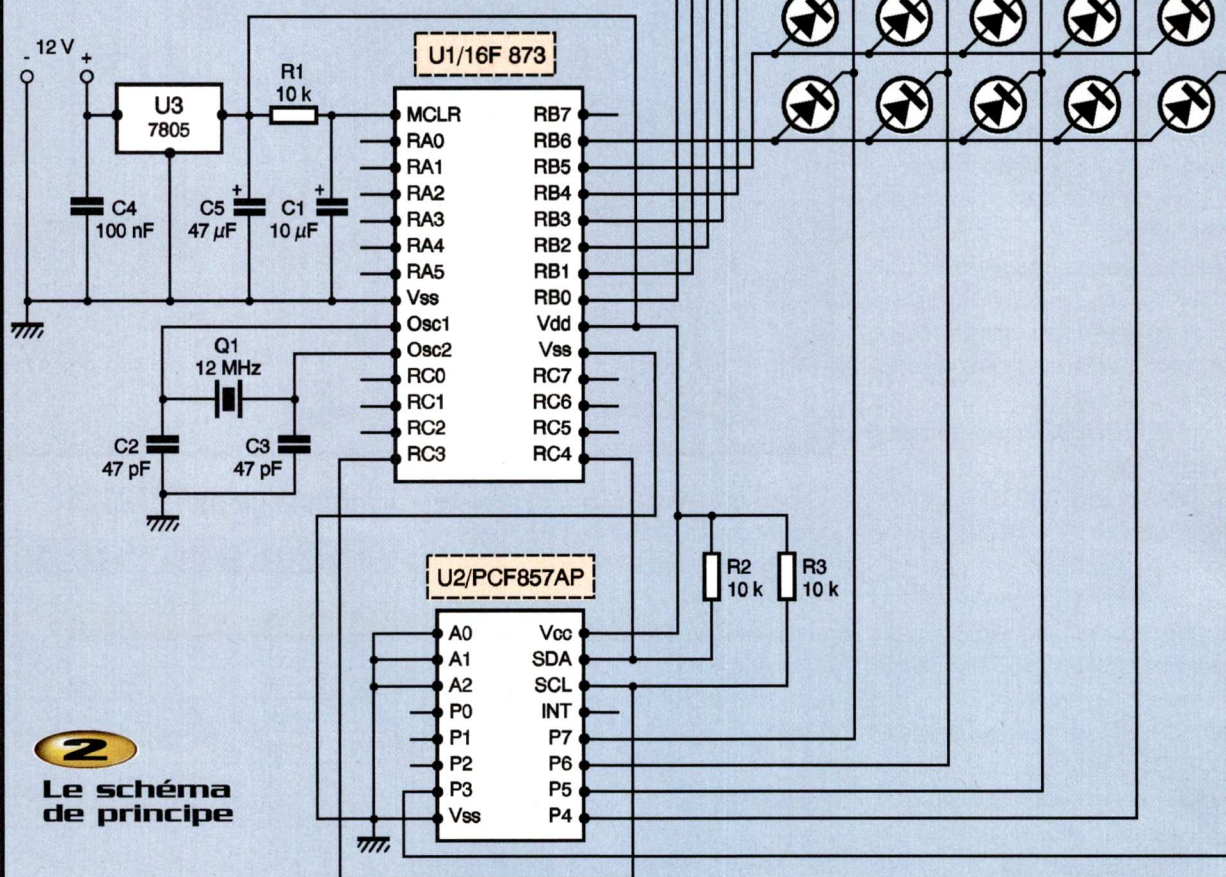 - 12 V +
U3
7805
R1
10 k
C4
100 nF
C5
47 µF
C1
10 µF
U1/16F 873
MCLR
RA0
RA1
RA2
RA3
RA4
RA5
Vss
Osc1
Osc2
RC0
RC1
RC2
RC3
RB7
RB6
RB5
RB4
RB3
RB2
RB1
RB0
Vdd
Vss
RC7
RC6
RC5
RC4
Q1
12 MHz
C2
47 pF
C3
47 pF
+
+
R2
10 k
R3
10 k
U2/PCF857AP
A0
A1
A2
P0
P1
P2
P3
Vss
Vcc
SDA
SCL
INT
P7
P6
P5
P4
2
Le schéma
de principe